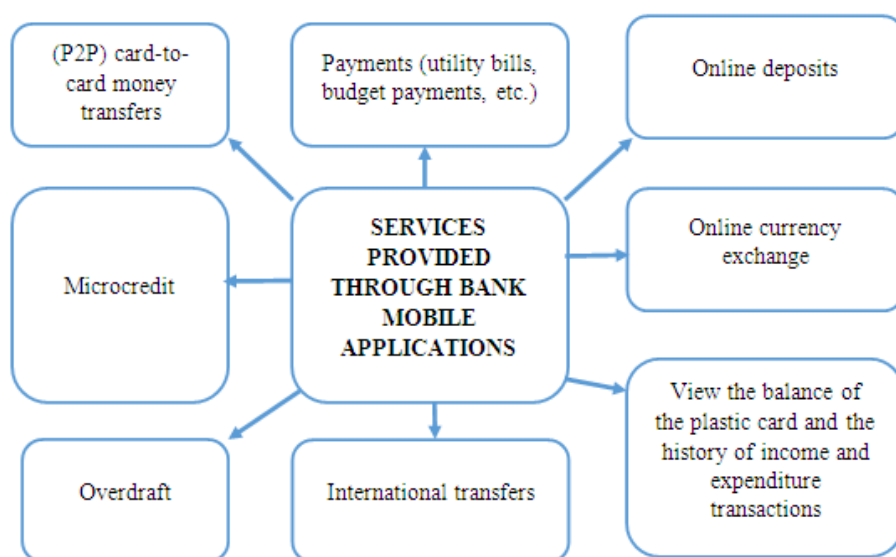 (P2P) card-to-
card money
transfers
Payments (utility bills,
budget payments, etc.)
Online deposits
Microcredit
SERVICES
PROVIDED
THROUGH BANK
MOBILE
APPLICATIONS
Online currency
exchange
Overdraft
International transfers
View the balance of
the plastic card and the
history of income and
expenditure
transactions